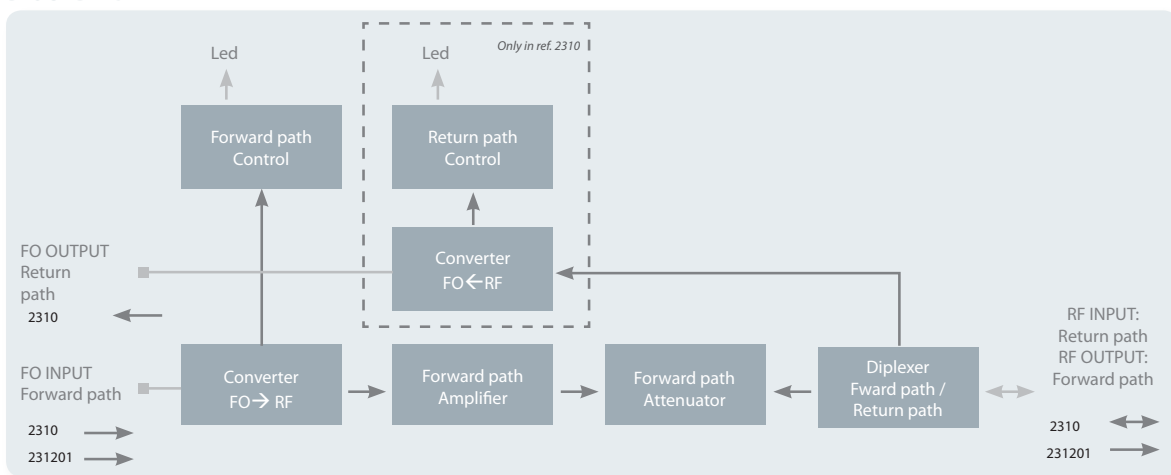 Only in ref. 2310
Led
Led
Forward path
Control
Return path
Control
FO OUTPUT
Return
path
2310
Converter
FO←RF
RF INPUT:
Return path
RF OUTPUT:
Forward path
FO INPUT
Forward path
Converter
FO→ RF
Forward path
Amplifier
Forward path
Attenuator
Diplexer
Fward path /
Return path
2310
231201
2310
231201